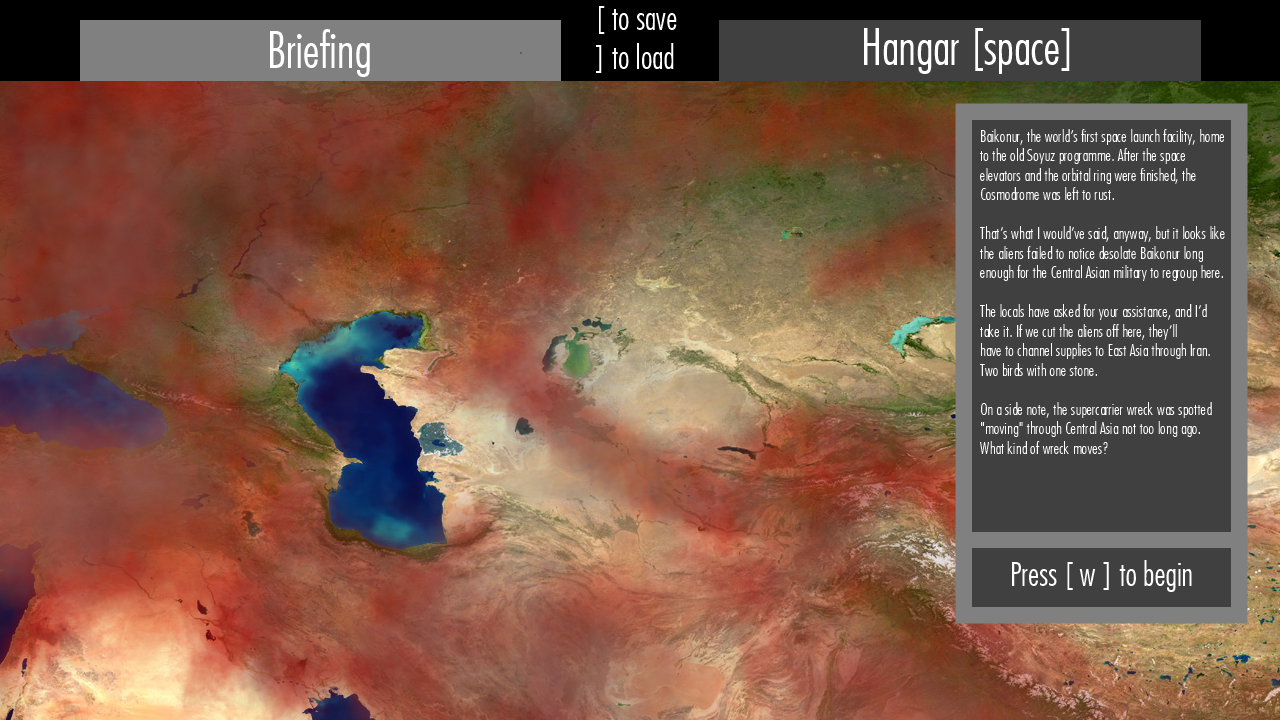 Briefing
[ to save
] to load
Hangar [space]
Baikonur, the world's first space launch facility, home
to the old Soyuz programme. After the space
elevators and the orbital ring were finished, the
Cosmodrome was left to rust.
That's what I would've said, anyway, but it looks like
the aliens failed to notice desolate Baikonur long
enough for the Central Asian military to regroup here.
The locals have asked for your assistance, and I'd
take it. If we cut the aliens off here, they'll
have to channel supplies to East Asia through Iran.
Two birds with one stone.
On a side note, the supercarrier wreck was spotted
"moving" through Central Asia not too long ago.
What kind of wreck moves?
Press [ w ] to begin